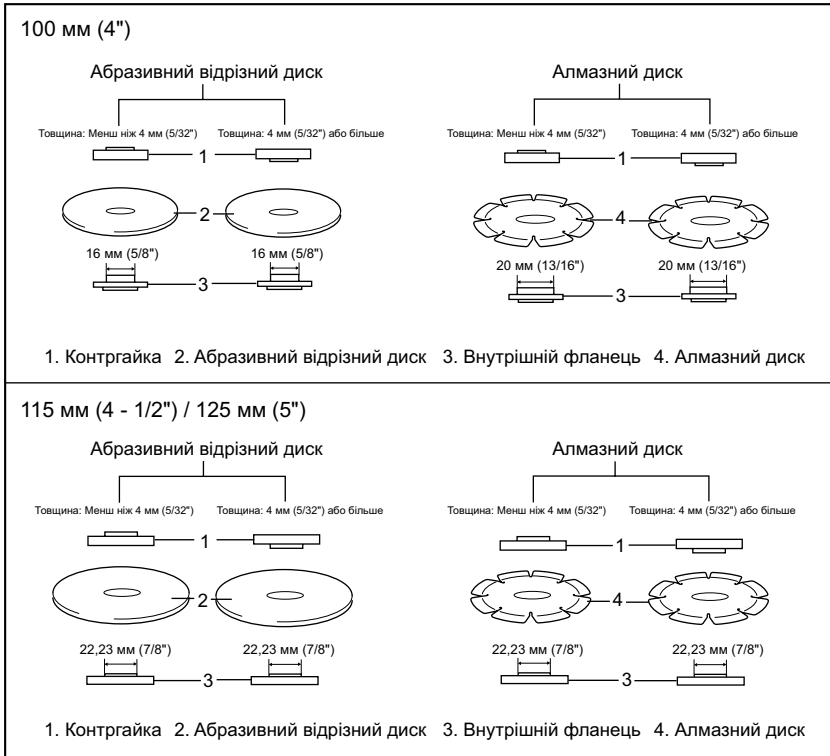 100 мм (4")
Абразивний відрізний диск
Алмазний диск
Товщина: Менш ніж 4 мм (5/32") Товщина: 4 мм (5/32") або більше
Товщина: Менш ніж 4 мм (5/32") Товщина: 4 мм (5/32") або більше
1
1
2
4
16 мм (5/8") 16 мм (5/8")
20 мм (13/16") 20 мм (13/16")
3
3
1. Контргайка 2. Абразивний відрізний диск 3. Внутрішній фланець 4. Алмазний диск
115 мм (4 - 1/2") / 125 мм (5")
Абразивний відрізний диск
Алмазний диск
Товщина: Менш ніж 4 мм (5/32") Товщина: 4 мм (5/32") або більше
Товщина: Менш ніж 4 мм (5/32") Товщина: 4 мм (5/32") або більше
1
1
2
4
22,23 мм (7/8") 22,23 мм (7/8")
22,23 мм (7/8") 22,23 мм (7/8")
3
3
1. Контргайка 2. Абразивний відрізний диск 3. Внутрішній фланець 4. Алмазний диск